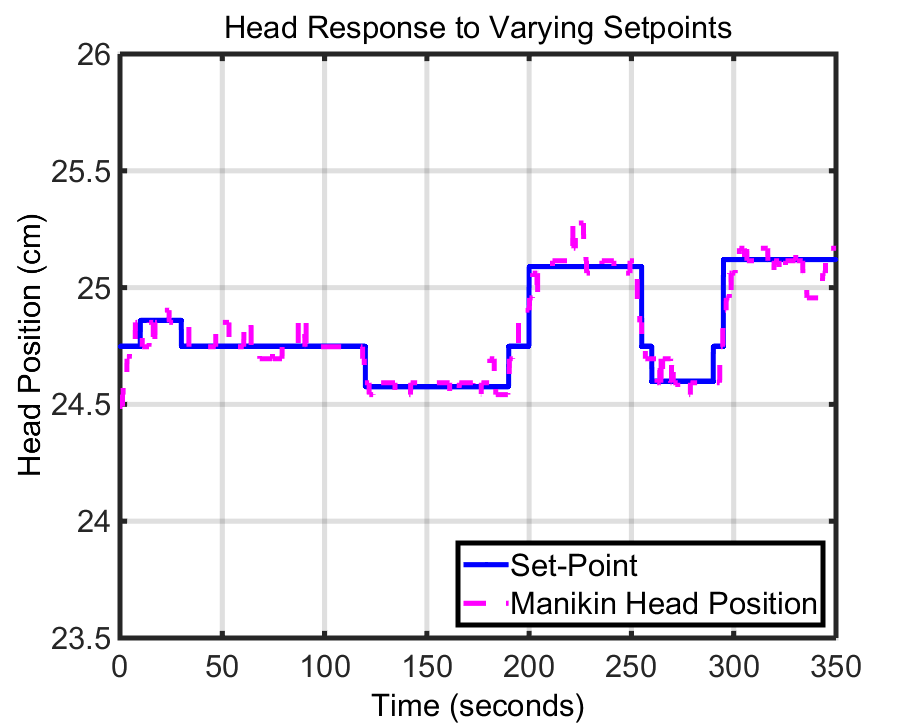 Head Response to Varying Setpoints
26
25.5
25
24.5
24
23.5
Head Position (cm)
Set-Point
Manikin Head Position
0 50 100 150 200 250 300 350
Time (seconds)